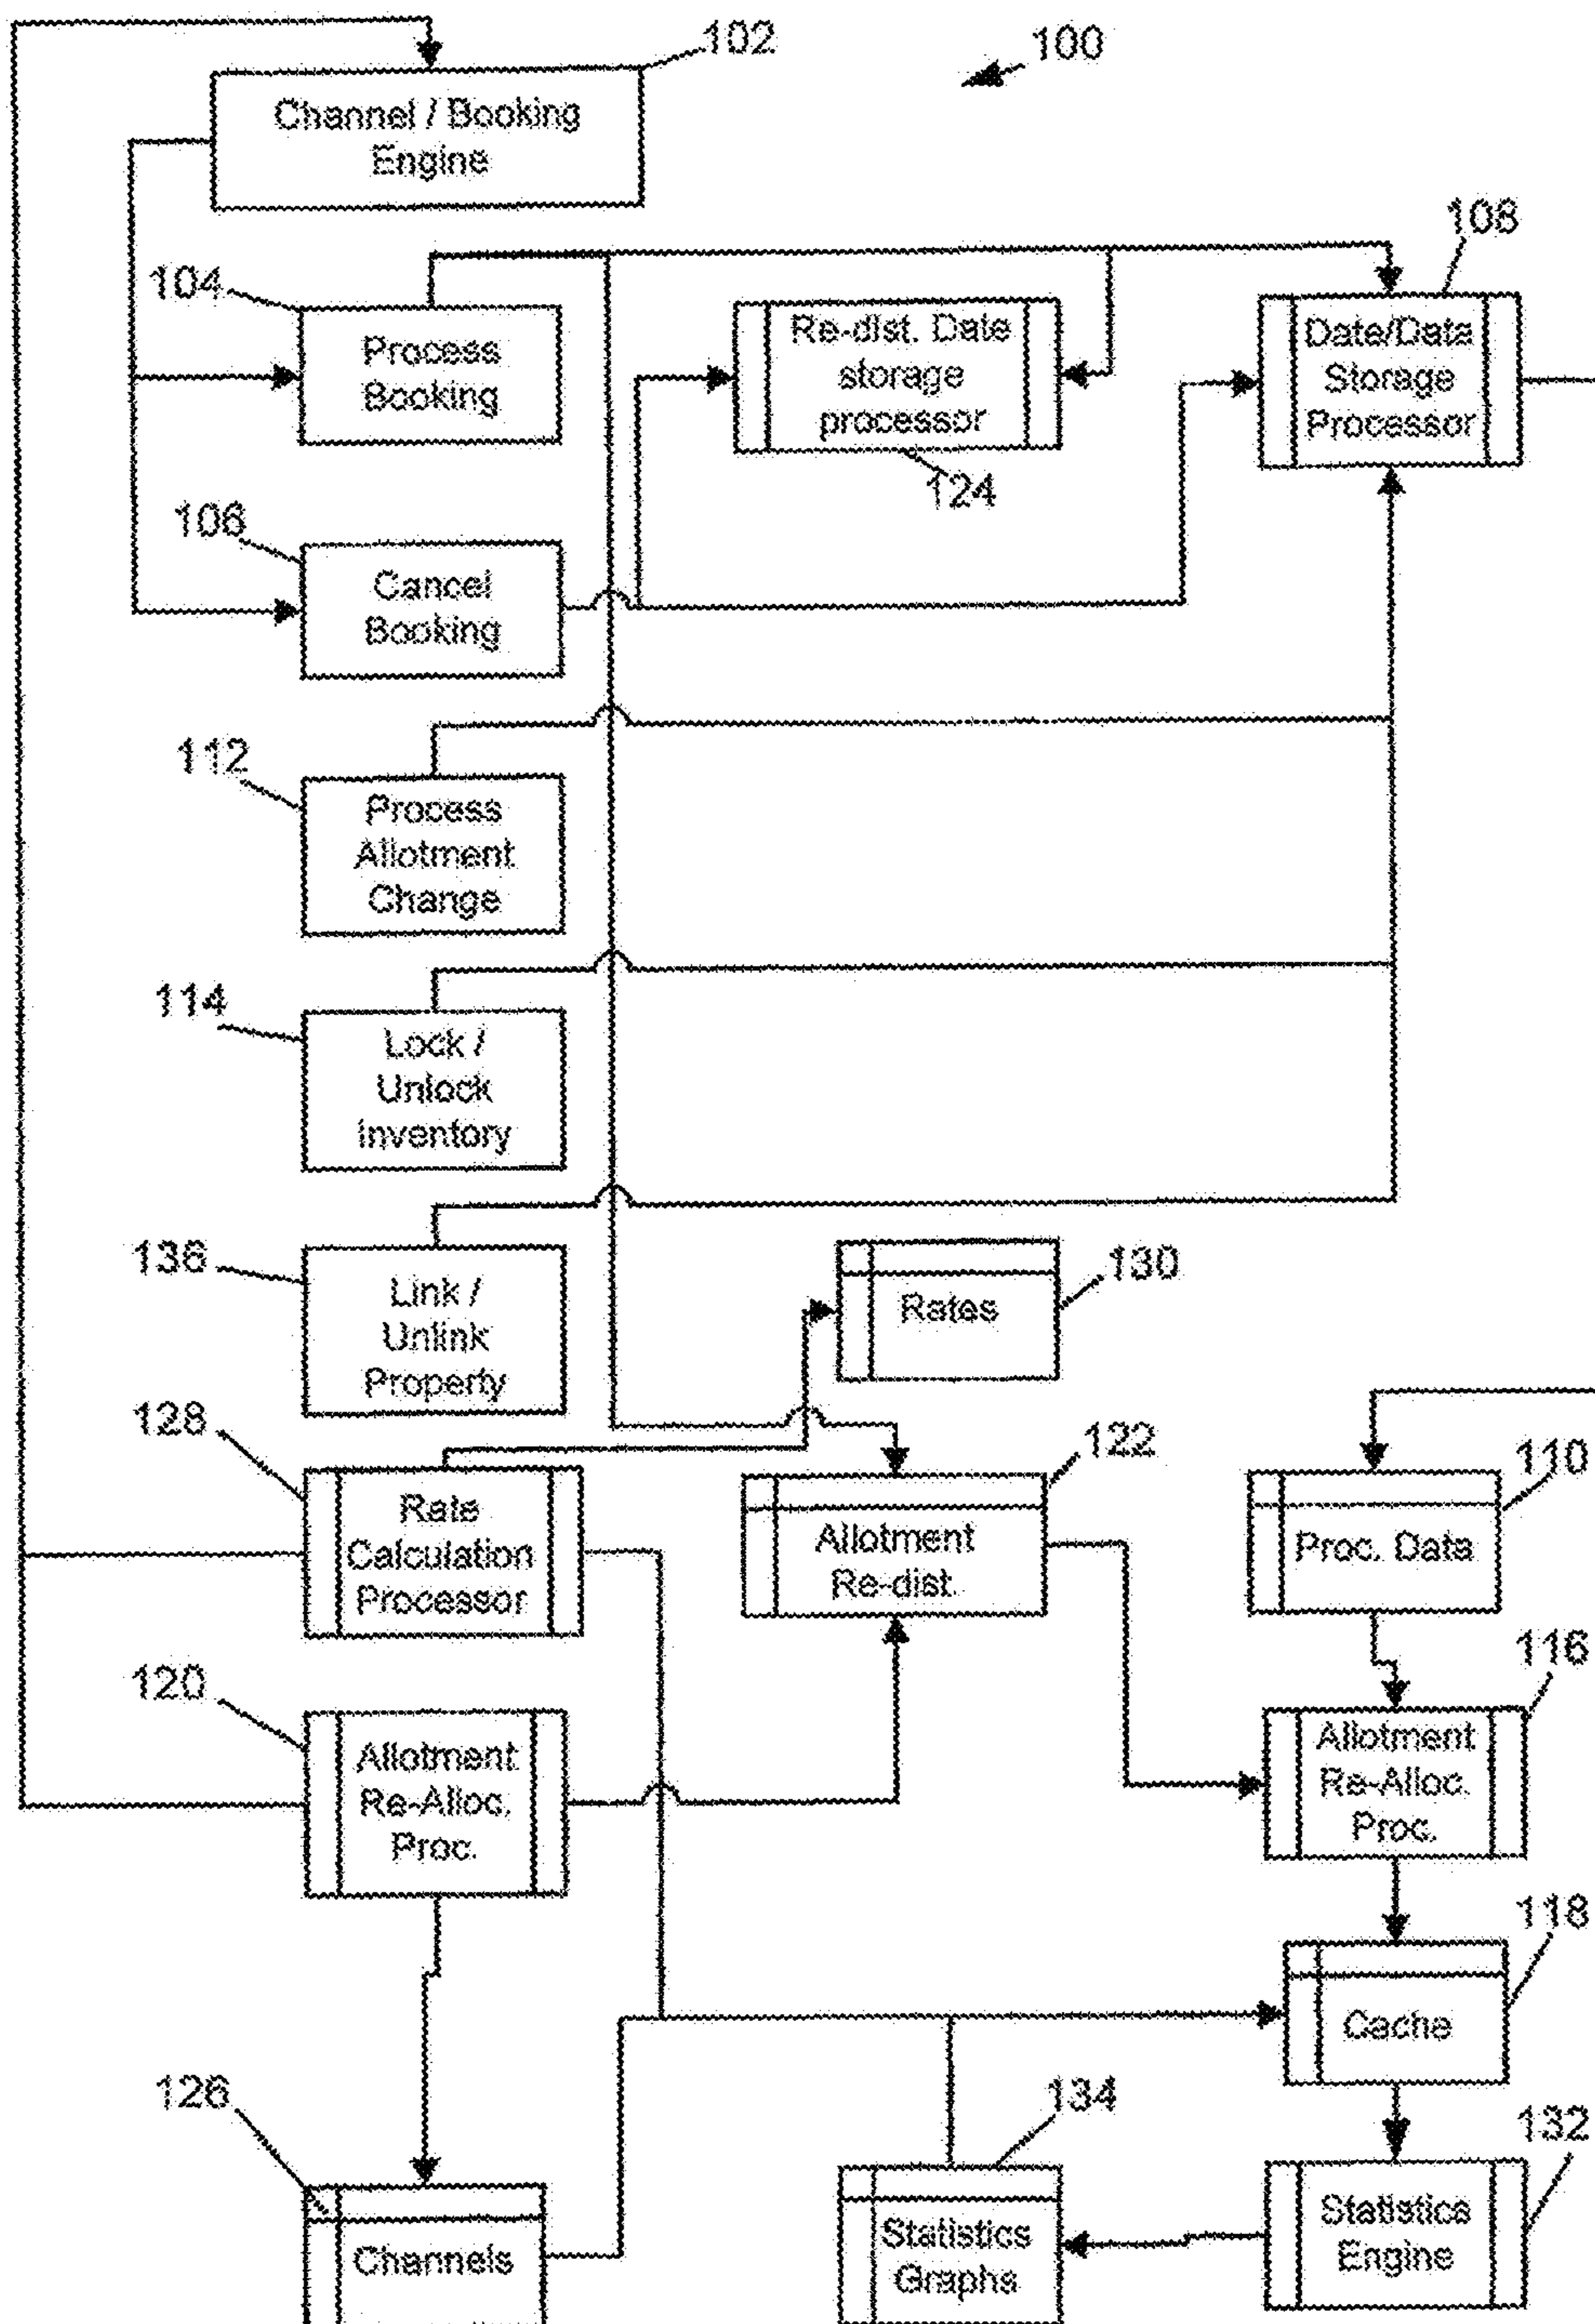 102
100
Channel / Booking
Engine
108
104
Process
Booking
Re-dist. Date
storage
processor
Date/Data
Storage
Processor
124
106
Cancel
Booking
112
Process
Allotment
Change
114
Lock /
Unlock
Inventory
136
Link /
Unlink
Property
130
Rates
128
Rate
Calculation
Processor
122
Allotment
Re-dist.
110
Proc. Data
120
Allotment
Re-Alloc.
Proc.
116
Allotment
Re-Alloc.
Proc.
118
Cache
126
Channels
134
Statistics
Graphs
132
Statistics
Engine